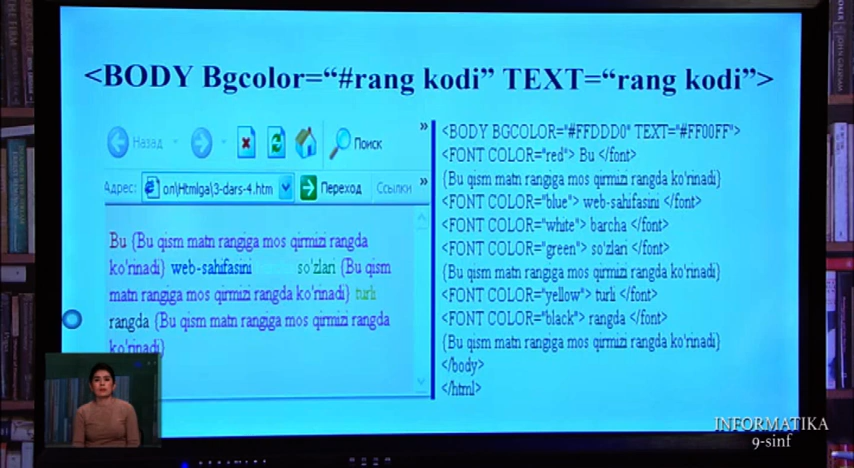 <BODY Bgcolor=“#rang kodi” TEXT=“rang kodi”>
Назад
Поиск
»
Адрес:
ол\Htmlga\3-dars-4.htm
Переход
Ссылки
»
Bu {Bu qism matn rangiga mos qirmizi rangda
ko'rinadi} web-sahifasini so'zlari {Bu qism
matn rangiga mos qirmizi rangda ko'rinadi} turli
rangda {Bu qism matn rangiga mos qirmizi rangda
ko'rinadi}
<BODY BGCOLOR="#FFDDD0" TEXT="#FF00FF">
<FONT COLOR="red"> Bu </font>
{Bu qism matn rangiga mos qirmizi rangda ko'rinadi}
<FONT COLOR="blue"> web-sahifasini </font>
<FONT COLOR="white"> barcha </font>
<FONT COLOR="green"> so'zlari </font>
{Bu qism matn rangiga mos qirmizi rangda ko'rinadi}
<FONT COLOR="yellow"> turli </font>
<FONT COLOR="black"> rangda </font>
{Bu qism matn rangiga mos qirmizi rangda ko'rinadi}
</body>
</html>
INFORMATIKA
9-sinf